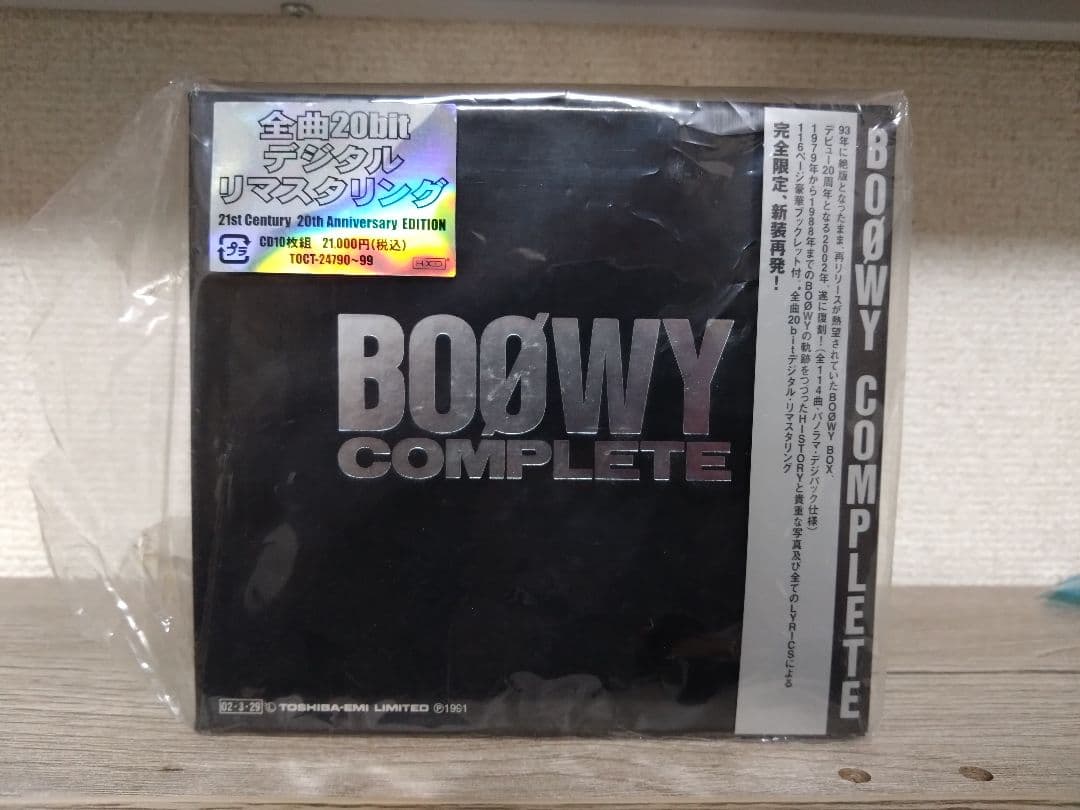 全曲20bit
デジタル
リマスタリング
21st Century 20th Anniversary EDITION
プラ
CD10枚組 21,000円(税込)
TOCT-24790~99
HXD
BOØWY
COMPLETE
02・3・29 Ⓛ TOSHIBA-EMI LIMITED Ⓟ1991
BOØWY COMPLETE
93年に絶版となったまま、再リリースが熱望されていたBOØWY BOX、
デビュー20周年となる2002年、遂に復刻!(全114曲、パノラマ・デジパック仕様)
1979年から1988年までのBOØWYの軌跡をつづったHISTORYと貴重な写真及び全てのLYRICSによる
116ページ豪華ブックレット付。全曲20bitデジタル・リマスタリング
完全限定、新装再発!